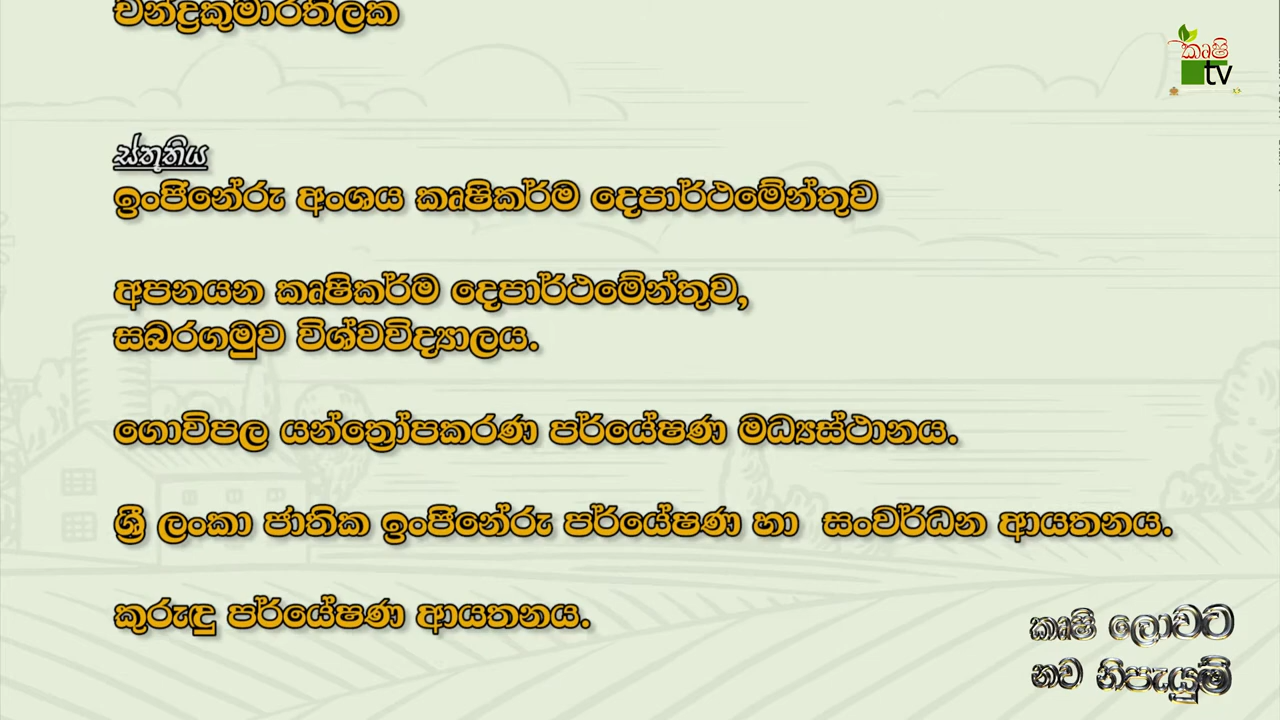 චන්ද්‍රකුමාරතිලක
කෘෂි
tv
ස්තුතිය
ඉංජිනේරු අංශය කෘෂිකර්ම දෙපාර්ථමේන්තුව
අපනයන කෘෂිකර්ම දෙපාර්ථමේන්තුව,
සබරගමුව විශ්වවිද්‍යාලය.
ගොවිපල යන්ත්‍රෝපකරණ පර්යේෂණ මධ්‍යස්ථානය.
ශ්‍රී ලංකා ජාතික ඉංජිනේරු පර්යේෂණ හා සංවර්ධන ආයතනය.
කුරුඳු පර්යේෂණ ආයතනය.
කෘෂි ලොවට
නව නිපැයුම්